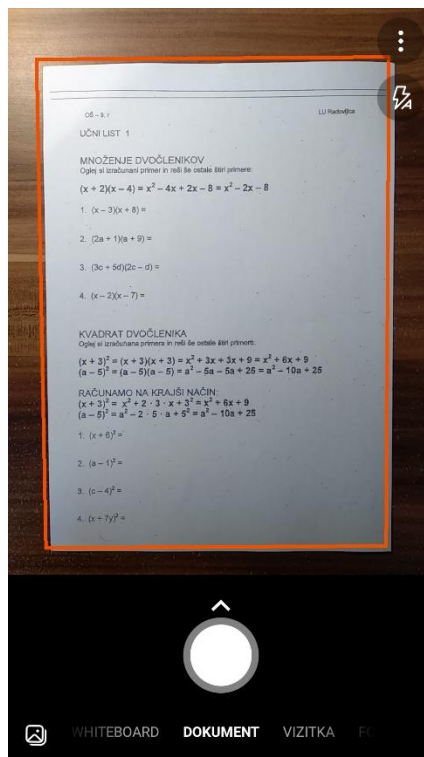 OŠ – 9. r
LU Radovljica
UČNI LIST 1
MNOŽENJE DVOČLENIKOV
Oglej si izračunani primer in reši še ostale štiri primere:
(x + 2)(x – 4) = x² – 4x + 2x – 8 = x² – 2x – 8
1. (x – 3)(x + 8) =
2. (2a + 1)(a + 9) =
3. (3c + 5d)(2c – d) =
4. (x – 2)(x – 7) =
KVADRAT DVOČLENIKA
Oglej si izračunana primera in reši še ostale štiri primere:
(x + 3)² = (x + 3)(x + 3) = x² + 3x + 3x + 9 = x² + 6x + 9
(a – 5)² = (a – 5)(a – 5) = a² – 5a – 5a + 25 = a² – 10a + 25
RAČUNAMO NA KRAJŠI NAČIN:
(x + 3)² = x² + 2 · 3 · x + 3² = x² + 6x + 9
(a – 5)² = a² – 2 · 5 · a + 5² = a² – 10a + 25
1. (x + 6)² =
2. (a – 1)² =
3. (c – 4)² =
4. (x + 7y)² =
WHITEBOARD DOKUMENT VIZITKA